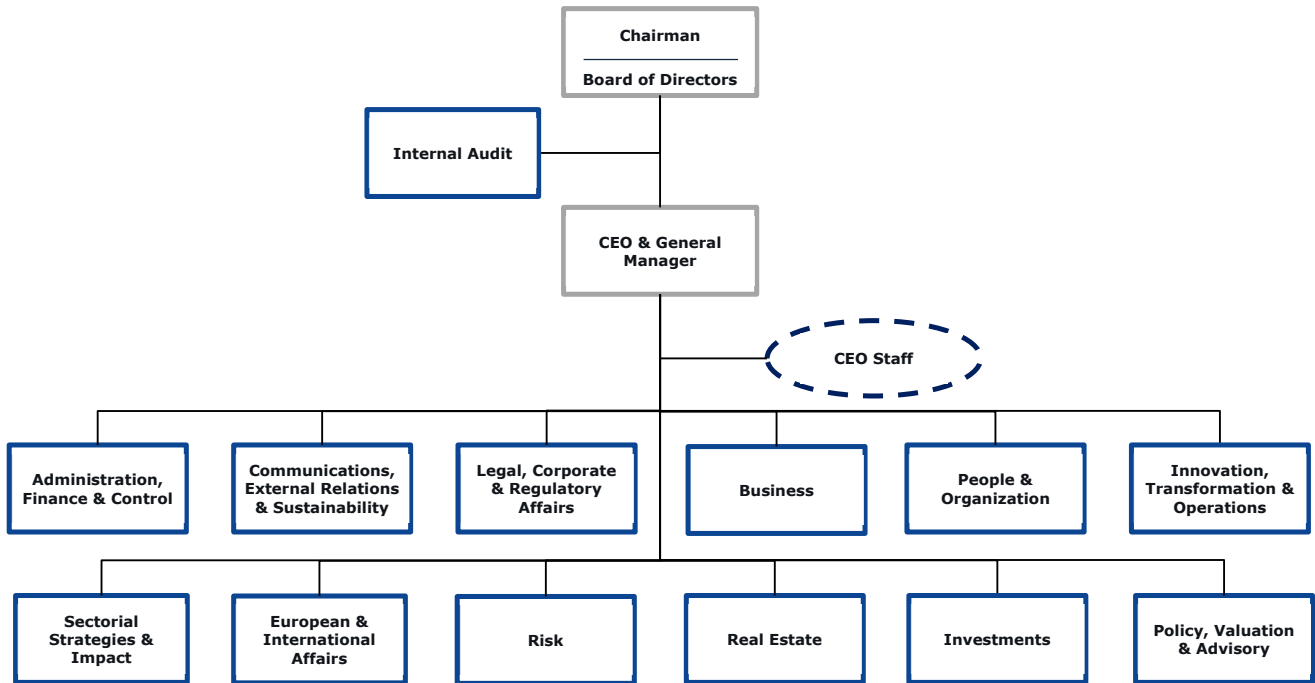 Chairman
Board of Directors
Internal Audit
CEO & General
Manager
CEO Staff
Administration,
Finance & Control
Communications,
External Relations
& Sustainability
Legal, Corporate
& Regulatory
Affairs
Business
People &
Organization
Innovation,
Transformation &
Operations
Sectorial
Strategies &
Impact
European &
International
Affairs
Risk
Real Estate
Investments
Policy, Valuation
& Advisory